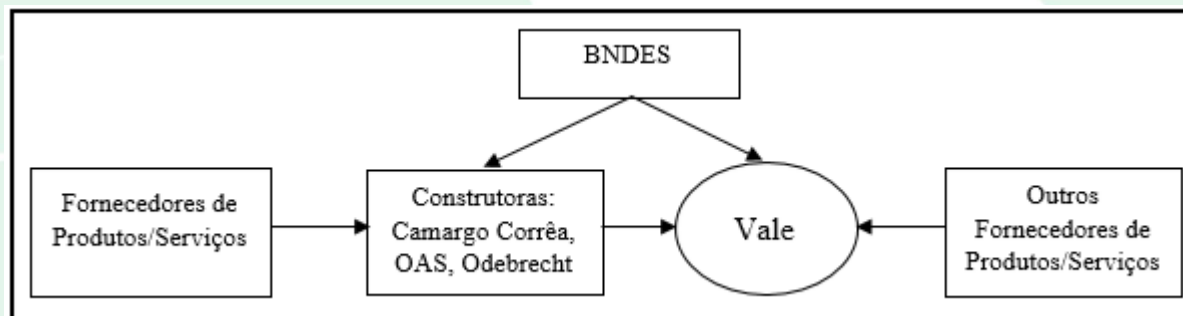 BNDES
Fornecedores de
Produtos/Serviços
Construtoras:
Camargo Corrêa,
OAS, Odebrecht
Vale
Outros
Fornecedores de
Produtos/Serviços